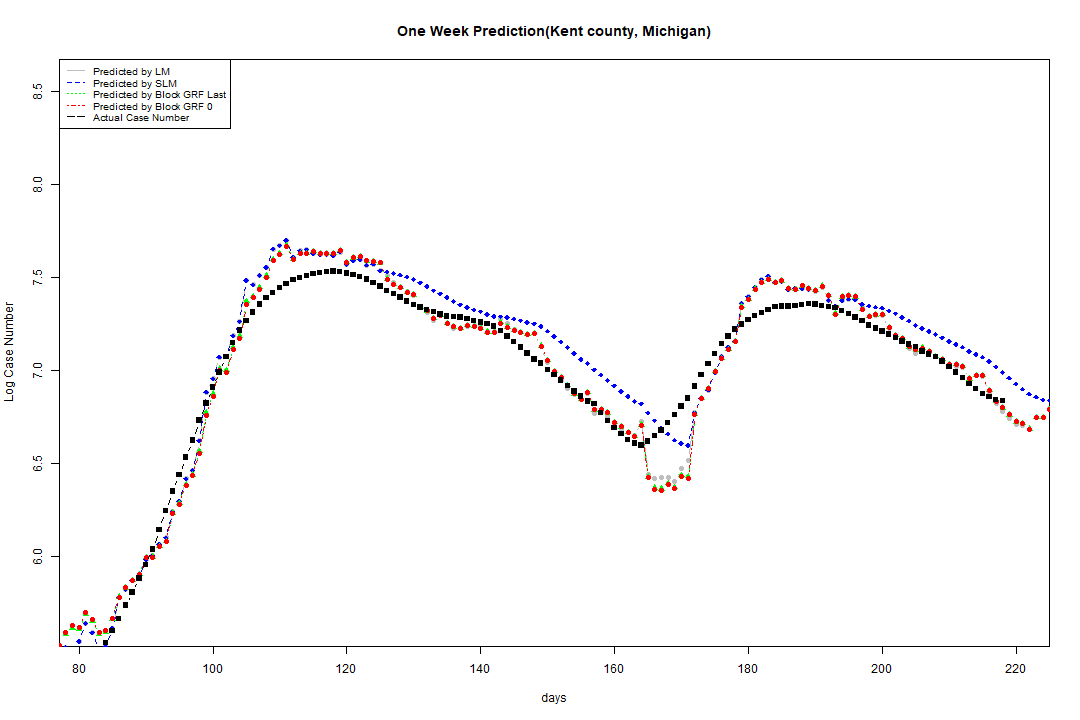 One Week Prediction(Kent county, Michigan)
Predicted by LM
Predicted by SLM
Predicted by Block GRF Last
Predicted by Block GRF 0
Actual Case Number
8.5
8.0
7.5
7.0
6.5
6.0
Log Case Number
80 100 120 140 160 180 200 220
days